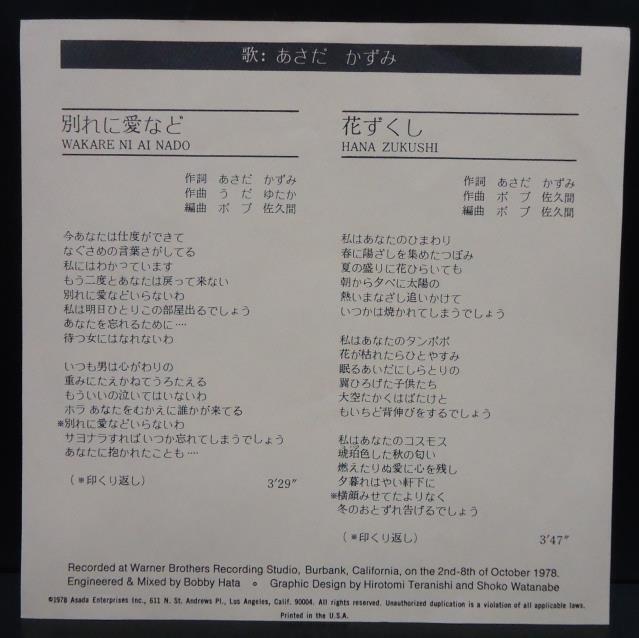 歌: あさだ　かずみ
別れに愛など
WAKARE NI AI NADO
作詞　あさだ　かずみ
作曲　うだ　ゆたか
編曲　ボブ　佐久間
今あなたは仕度ができて
なぐさめの言葉さがしてる
私にはわかっています
もう二度とあなたは戻って来ない
別れに愛などいらないわ
私は明日ひとりこの部屋出るでしょう
あなたを忘れるために‥‥
待つ女にはなれないわ
いつも男は心がわりの
重みにたえかねてうろたえる
もういいの泣いてはいないわ
ホラ あなたをむかえに誰かが来てる
※別れに愛などいらないわ
サヨナラすればいつか忘れてしまうでしょう
あなたに抱かれたことも‥‥
(※印くり返し)　3′29″
花ずくし
HANA ZUKUSHI
作詞　あさだ　かずみ
作曲　ボブ　佐久間
編曲　ボブ　佐久間
私はあなたのひまわり
春に陽ざしを集めたつぼみ
夏の盛りに花ひらいても
朝から夕べに太陽の
熱いまなざし追いかけて
いつかは焼かれてしまうでしょう
私はあなたのタンポポ
花が枯れたらひとやすみ
眠るあいだにしらとりの
翼ひろげた子供たち
大空たかくはばたけと
もいちど背伸びをするでしょう
私はあなたのコスモス
琥珀色した秋の匂い
燃えたりぬ愛に心を残し
夕暮れはやい軒下に
※横顔みせてたよりなく
冬のおとずれ告げるでしょう
(※印くり返し)　3′47″
Recorded at Warner Brothers Recording Studio, Burbank, California, on the 2nd-8th of October 1978.
Engineered & Mixed by Bobby Hata ∘ Graphic Design by Hirotomi Teranishi and Shoko Watanabe
©1978 Asada Enterprises Inc., 611 N. St. Andrews Pl., Los Angeles, Calif. 90004. All rights reserved. Unauthorized duplication is a violation of all applicable laws.
Printed in the U.S.A.